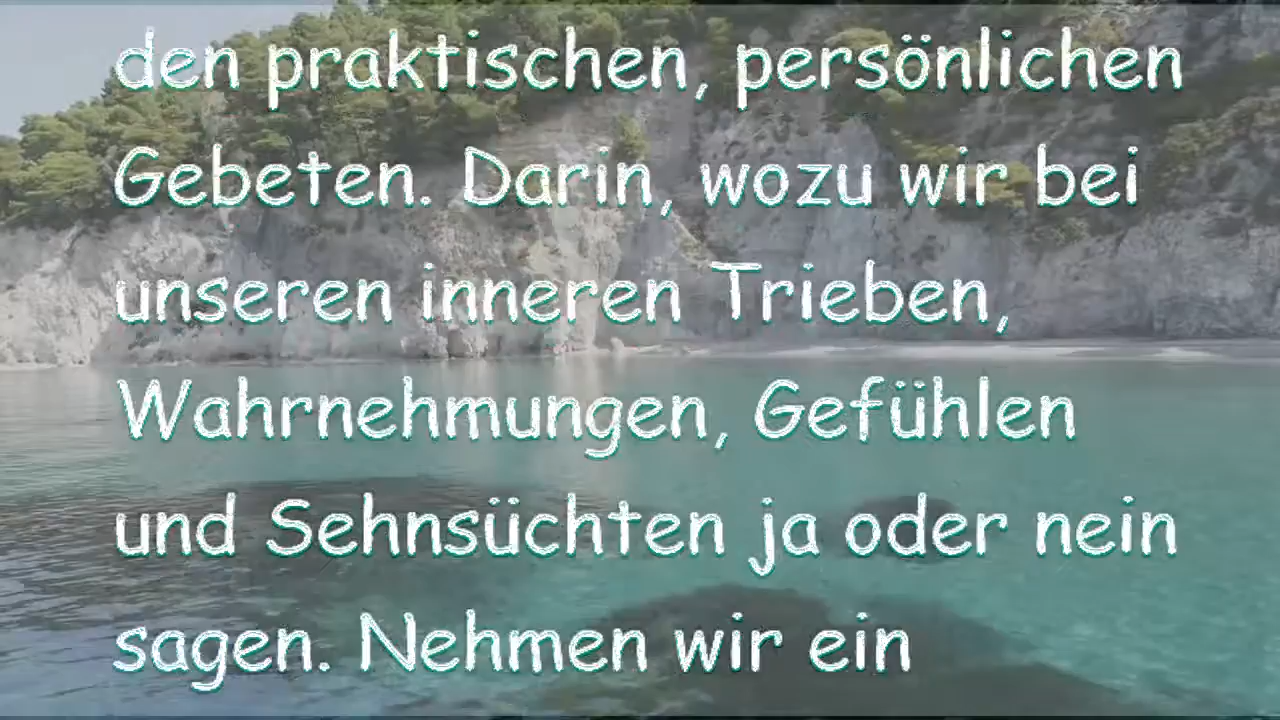 den praktischen, persönlichen
Gebeten. Darin, wozu wir bei
unseren inneren Trieben,
Wahrnehmungen, Gefühlen
und Sehnsüchten ja oder nein
sagen. Nehmen wir ein